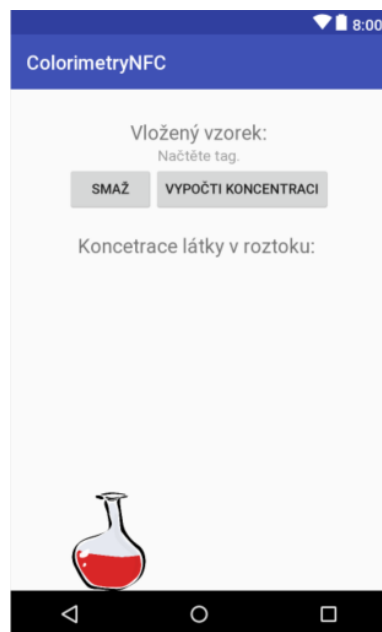 8:00
ColorimetryNFC
Vložený vzorek:
Načtěte tag.
SMAŽ VYPOČTI KONCENTRACI
Koncetrace látky v roztoku: